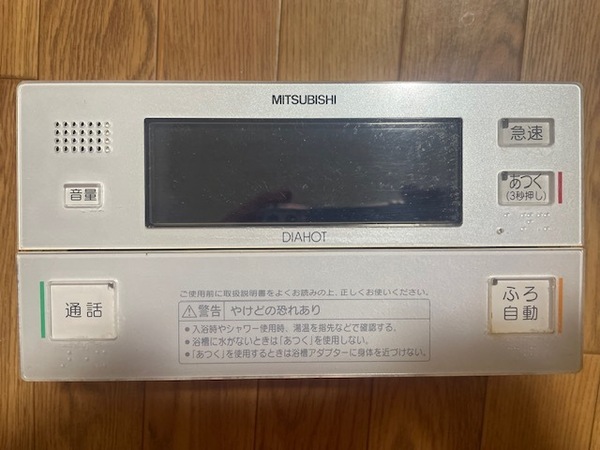 MITSUBISHI
急速
音量
あつく
(3秒押し)
DIAHOT
通話
ご使用前に取扱説明書をよくお読みの上、正しくお使いください。
⚠警告 やけどの恐れあり
●入浴時やシャワー使用時、湯温を指先などで確認する。
●浴槽に水がないときは「あつく」を使用しない。
●「あつく」を使用するときは浴槽アダプターに身体を近づけない。
ふろ
自動